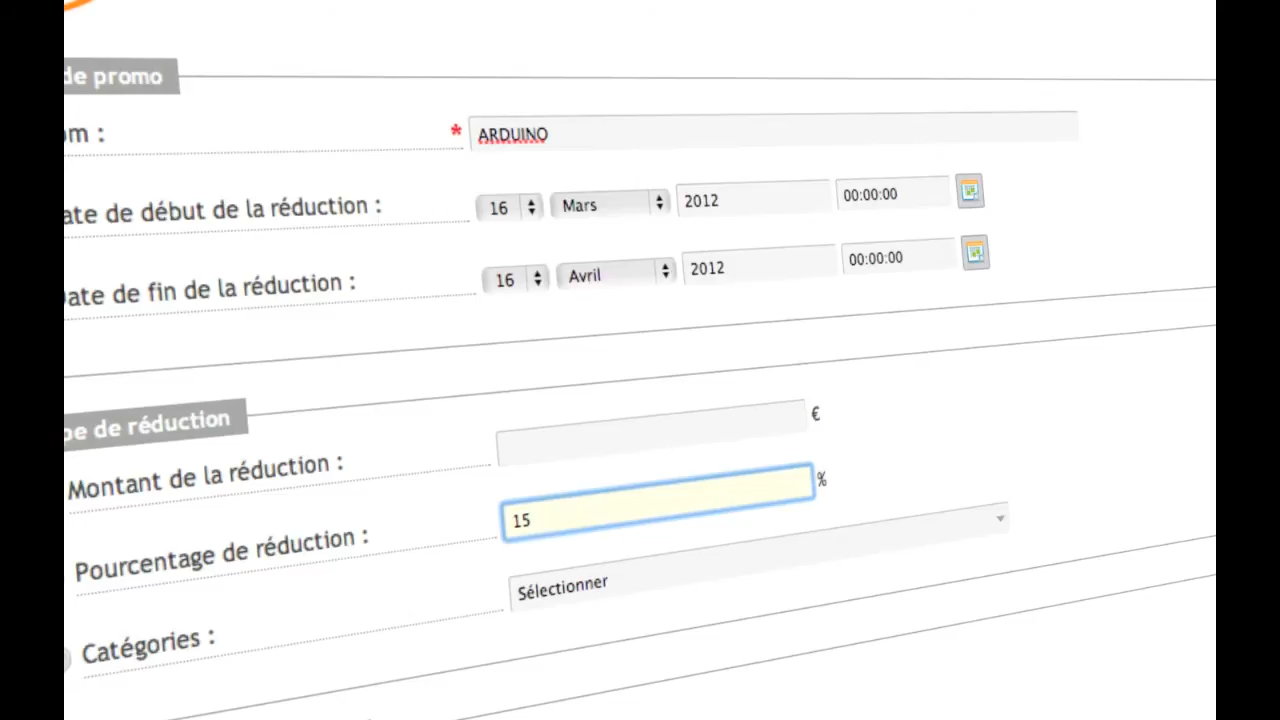 de promo
om : * ARDUINO
ate de début de la réduction : 16 Mars 2012 00:00:00
ate de fin de la réduction : 16 Avril 2012 00:00:00
pe de réduction
Montant de la réduction : €
Pourcentage de réduction : 15 %
Catégories : Sélectionner